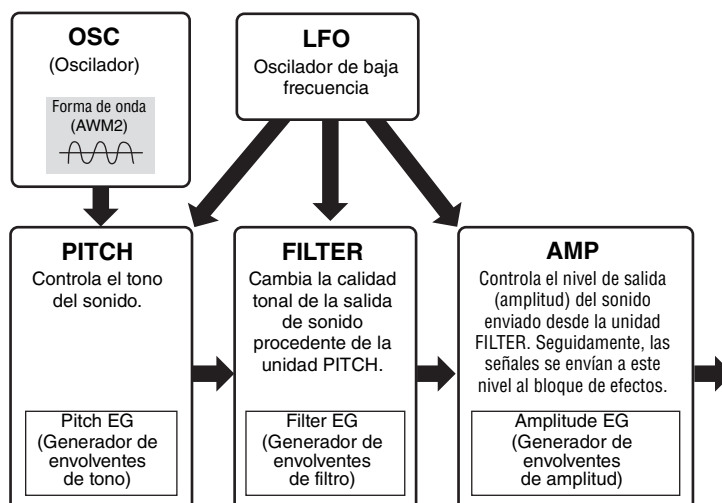 OSC
(Oscilador)
Forma de onda
(AWM2)
LFO
Oscilador de baja
frecuencia
PITCH
Controla el tono
del sonido.
Pitch EG
(Generador de
envolventes
de tono)
FILTER
Cambia la calidad
tonal de la salida
de sonido
procedente de la
unidad PITCH.
Filter EG
(Generador de
envolventes
de filtro)
AMP
Controla el nivel de salida
(amplitud) del sonido
enviado desde la unidad
FILTER. Seguidamente, las
señales se envían a este
nivel al bloque de efectos.
Amplitude EG
(Generador de
envolventes
de amplitud)